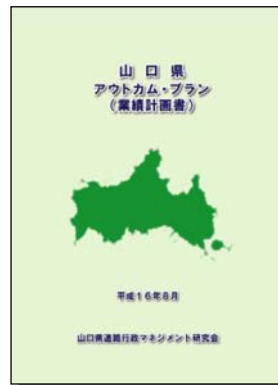 山 口 県
アウトカム・プラン
（業績計画書）
平成16年8月
山口県道路行政マネジメント研究会